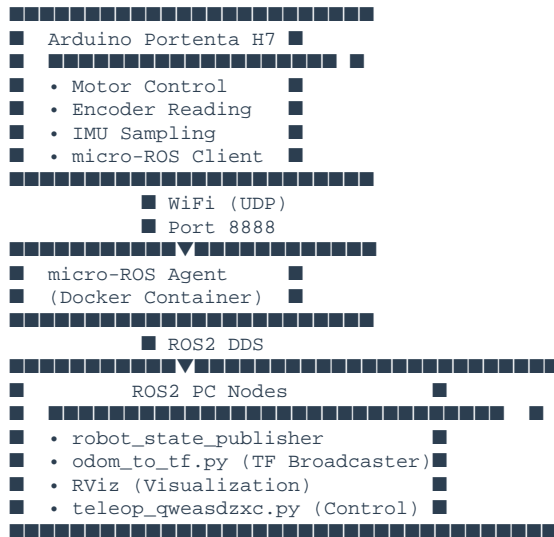 Arduino Portenta H7
• Motor Control
• Encoder Reading
• IMU Sampling
• micro-ROS Client
WiFi (UDP)
Port 8888
micro-ROS Agent
(Docker Container)
ROS2 DDS
ROS2 PC Nodes
• robot_state_publisher
• odom_to_tf.py (TF Broadcaster)
• RViz (Visualization)
• teleop_qweasdzxc.py (Control)